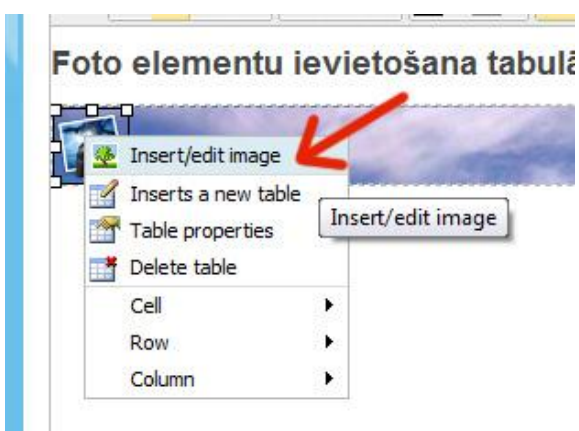 Foto elementu ievietošana tabulā
Insert/edit image
Inserts a new table
Insert/edit image
Table properties
Delete table
Cell
Row
Column